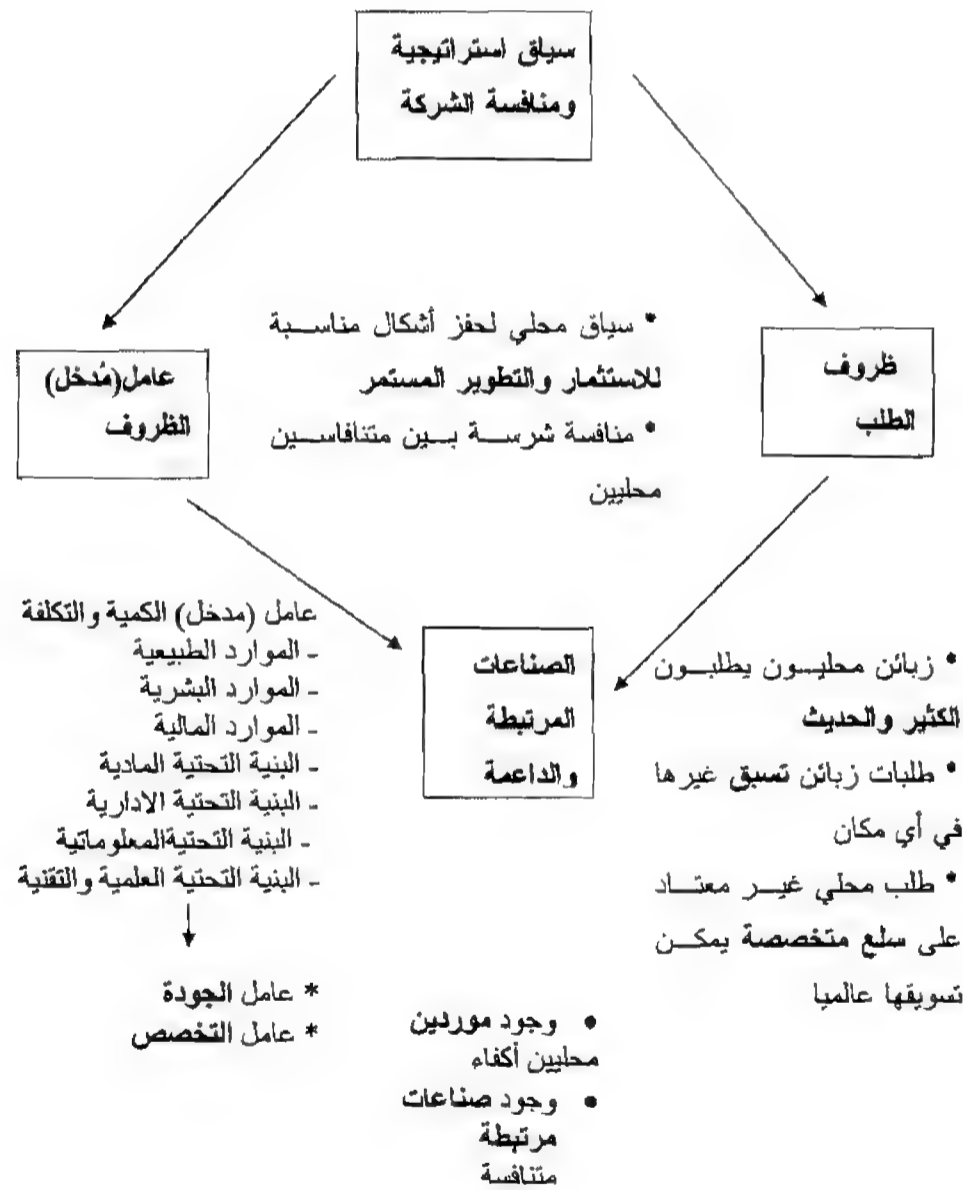 سياق استراتيجية
ومنافسة الشركة
* سياق محلي لحفز أشكال مناسبة
للاستثمار والتطوير المستمر
* منافسة شرسة بين متنافاسين
محليين
ظروف
الطلب
عامل(مُدخل)
الظروف
الصناعات
المرتبطة
والداعمة
* زبائن محليون يطلبون
الكثير والحديث
* طلبات زبائن تسبق غيرها
في أي مكان
* طلب محلي غير معتاد
على سلع متخصصة يمكن
تسويقها عالميا
عامل (مدخل) الكمية والتكلفة
- الموارد الطبيعية
- الموارد البشرية
- الموارد المالية
- البنية التحتية المادية
- البنية التحتية الادارية
- البنية التحتيةالمعلوماتية
- البنية التحتية العلمية والتقنية
* عامل الجودة
* عامل التخصص
• وجود موردين
محليين أكفاء
• وجود صناعات
مرتبطة
متنافسة